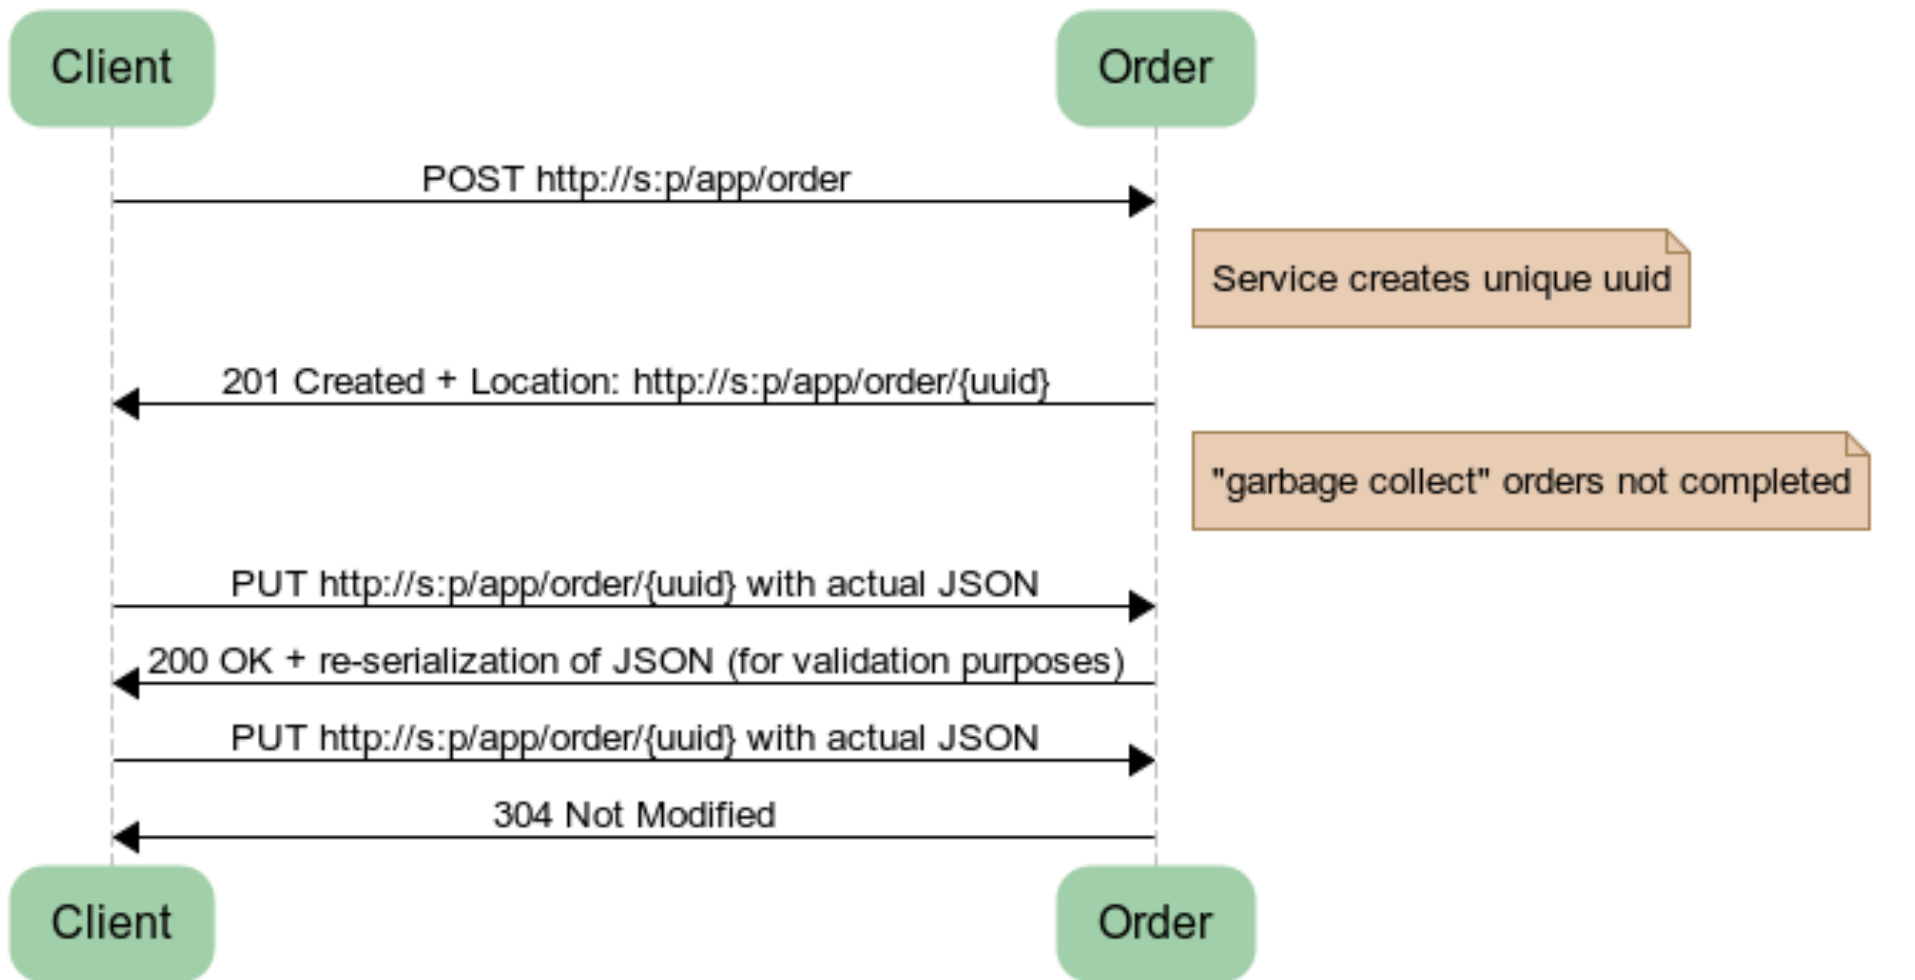 Client
Order
POST http://s:p/app/order
Service creates unique uuid
201 Created + Location: http://s:p/app/order/{uuid}
"garbage collect" orders not completed
PUT http://s:p/app/order/{uuid} with actual JSON
200 OK + re-serialization of JSON (for validation purposes)
PUT http://s:p/app/order/{uuid} with actual JSON
304 Not Modified
Client
Order